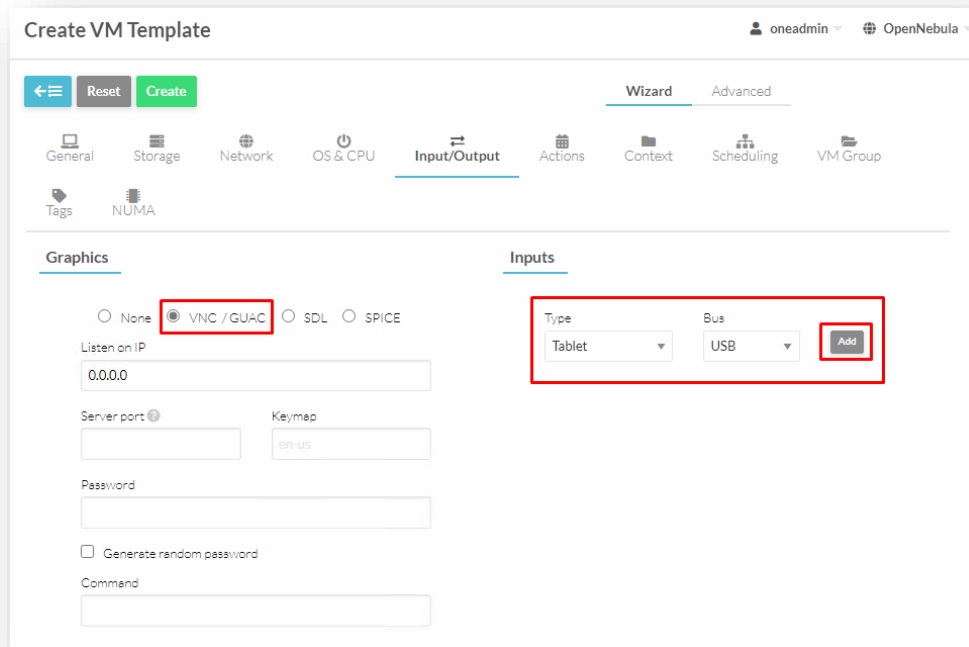 Create VM Template
oneadmin
OpenNebula
Reset
Create
Wizard
Advanced
General
Storage
Network
OS & CPU
Input/Output
Actions
Context
Scheduling
VM Group
Tags
NUMA
Graphics
Inputs
None
VNC / GUAC
SDL
SPICE
Type
Bus
Tablet
USB
Add
Listen on IP
0.0.0.0
Server port
Keymap
en-us
Password
Generate random password
Command